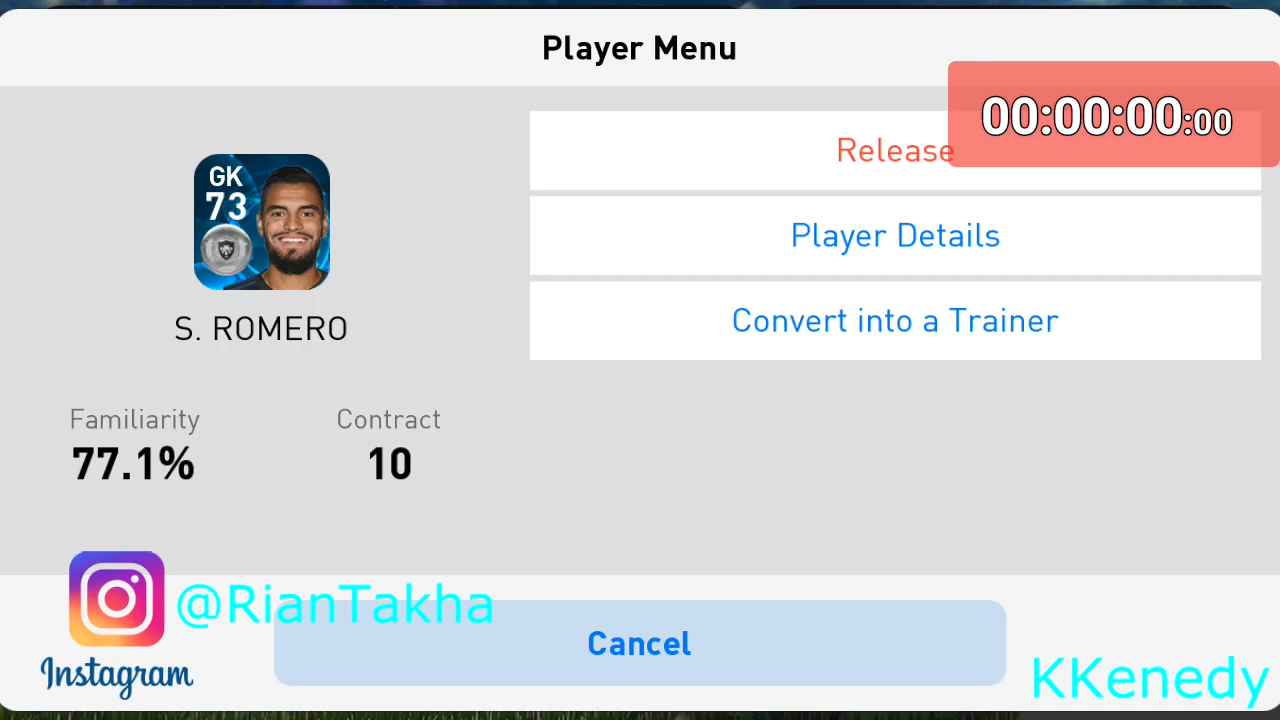 Player Menu
00:00:00:00
Release
GK
73
Player Details
Convert into a Trainer
S. ROMERO
Familiarity
Contract
77.1%
10
@RianTakha
Cancel
Instagram
KKenedy